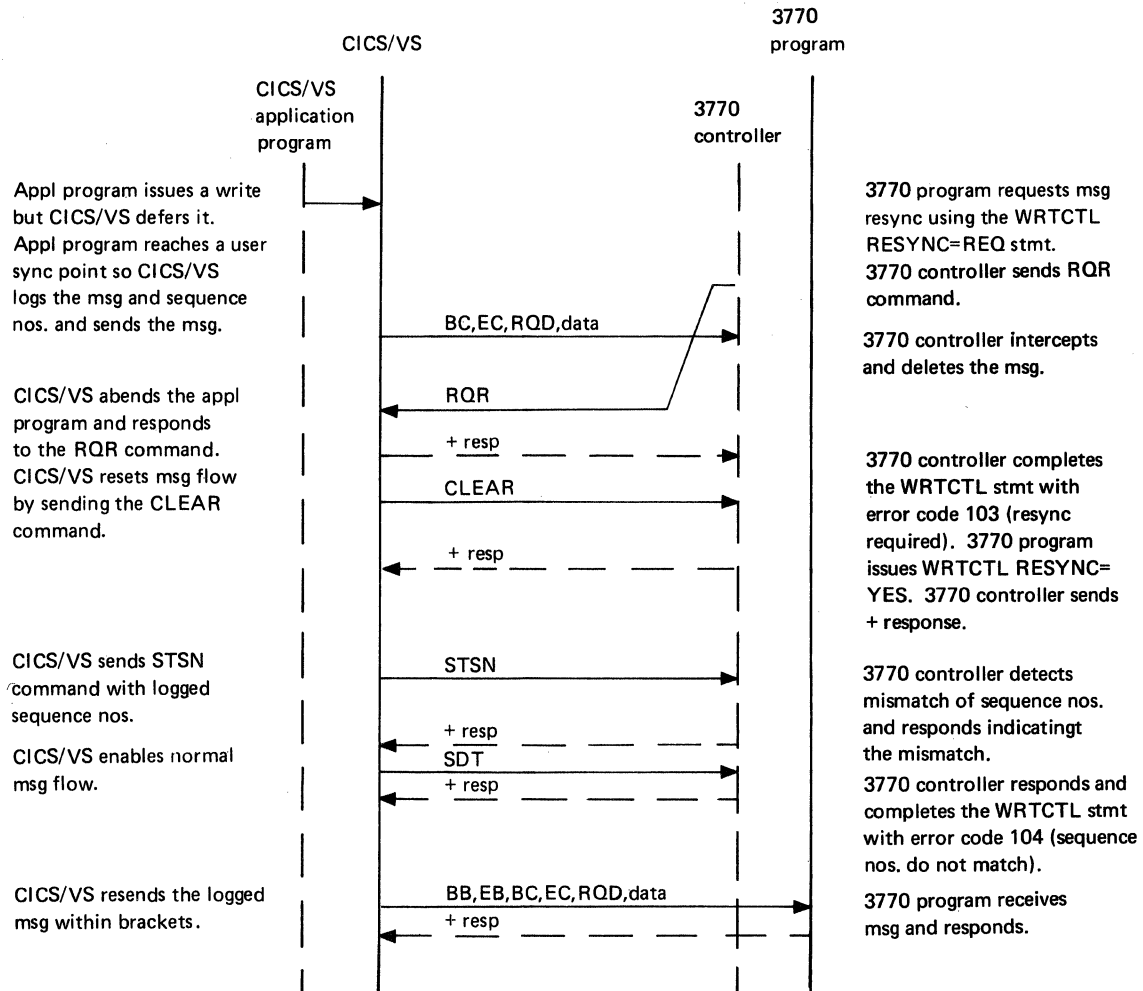 3770
program
CICS/VS
CICS/VS
application
program
3770
controller
Appl program issues a write
but CICS/VS defers it.
Appl program reaches a user
sync point so CICS/VS
logs the msg and sequence
nos. and sends the msg.
3770 program requests msg
resync using the WRTCTL
RESYNC=REQ stmt.
3770 controller sends RQR
command.
BC,EC,RQD,data
3770 controller intercepts
and deletes the msg.
CICS/VS abends the appl
program and responds
to the RQR command.
CICS/VS resets msg flow
by sending the CLEAR
command.
RQR
+ resp
CLEAR
+ resp
3770 controller completes
the WRTCTL stmt with
error code 103 (resync
required). 3770 program
issues WRTCTL RESYNC=
YES. 3770 controller sends
+ response.
CICS/VS sends STSN
command with logged
sequence nos.
STSN
3770 controller detects
mismatch of sequence nos.
and responds indicatingt
the mismatch.
+ resp
CICS/VS enables normal
msg flow.
SDT
+ resp
3770 controller responds and
completes the WRTCTL stmt
with error code 104 (sequence
nos. do not match).
CICS/VS resends the logged
msg within brackets.
BB,EB,BC,EC,RQD,data
+ resp
3770 program receives
msg and responds.